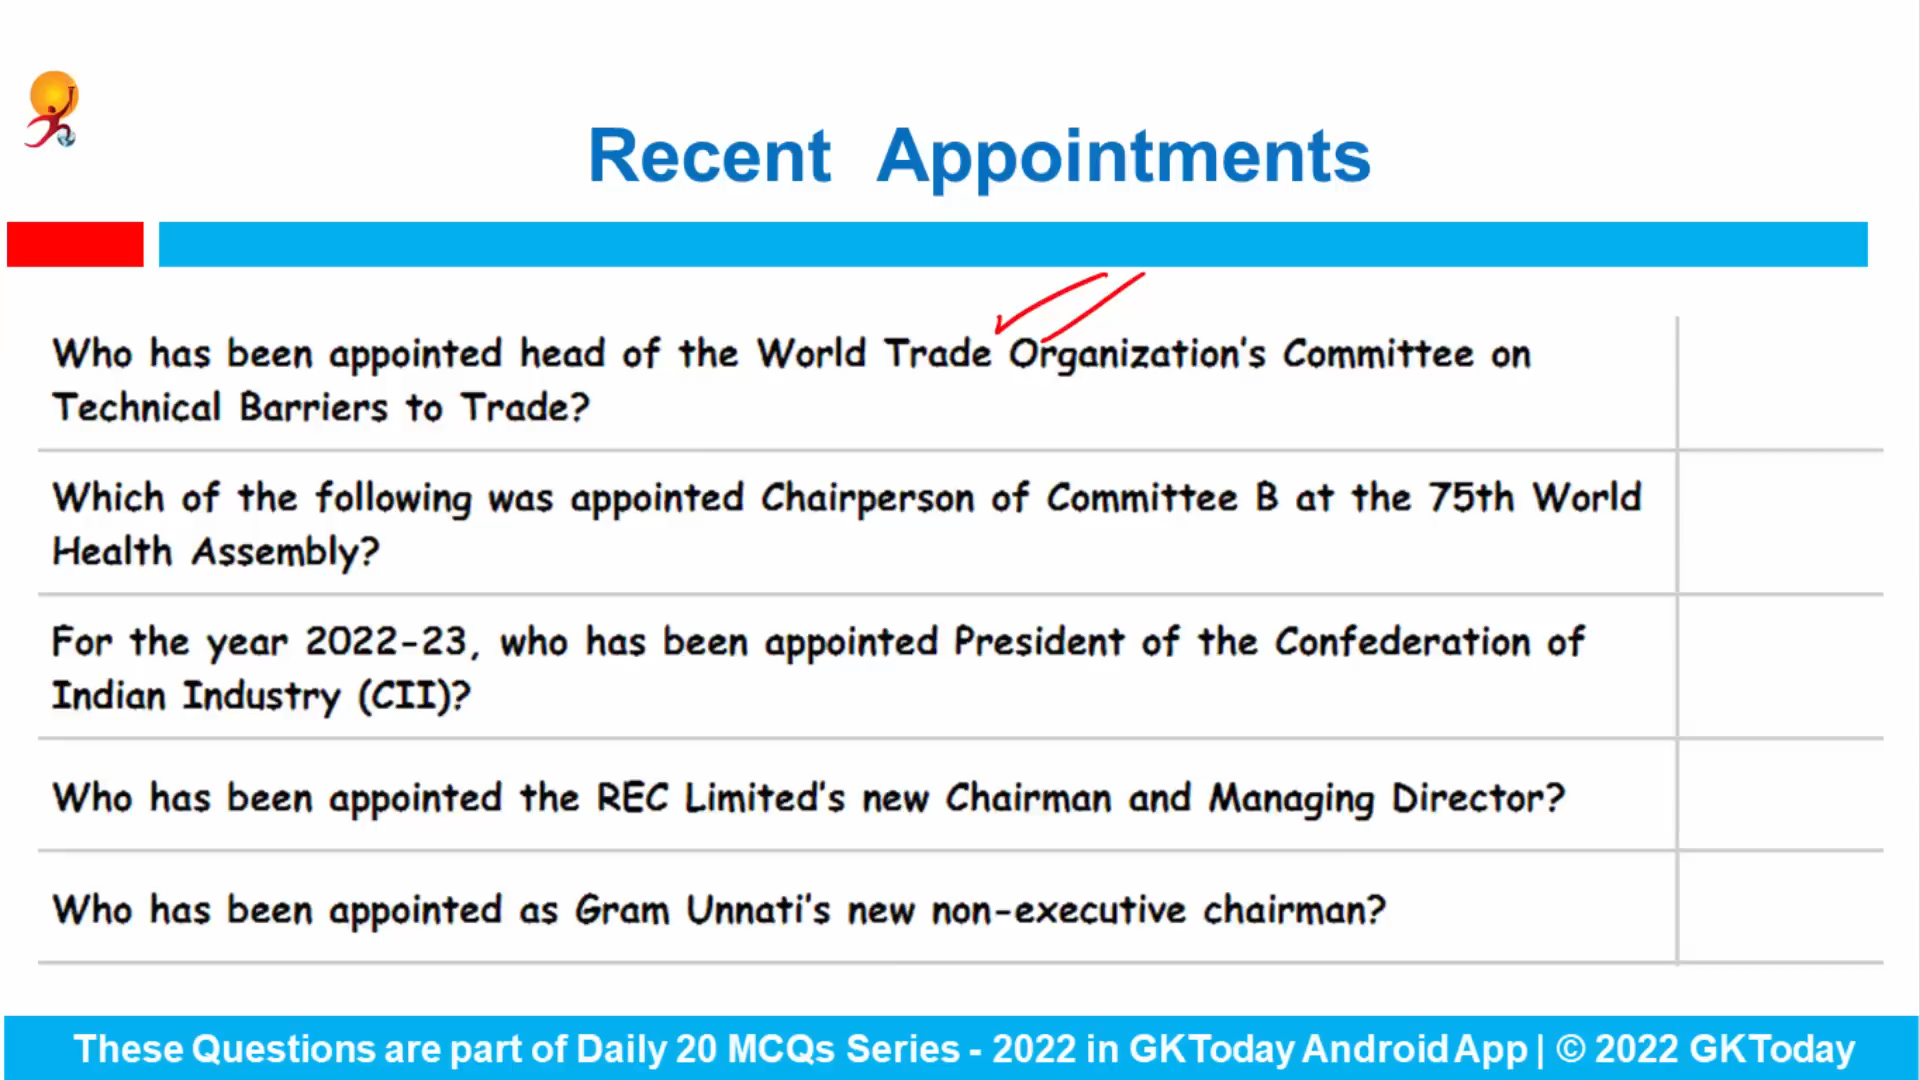 Recent Appointments
Who has been appointed head of the World Trade Organization's Committee on
Technical Barriers to Trade?
Which of the following was appointed Chairperson of Committee B at the 75th World
Health Assembly?
For the year 2022-23, who has been appointed President of the Confederation of
Indian Industry (CII)?
Who has been appointed the REC Limited's new Chairman and Managing Director?
Who has been appointed as Gram Unnati's new non-executive chairman?
These Questions are part of Daily 20 MCQs Series - 2022 in GKToday Android App | © 2022 GKToday